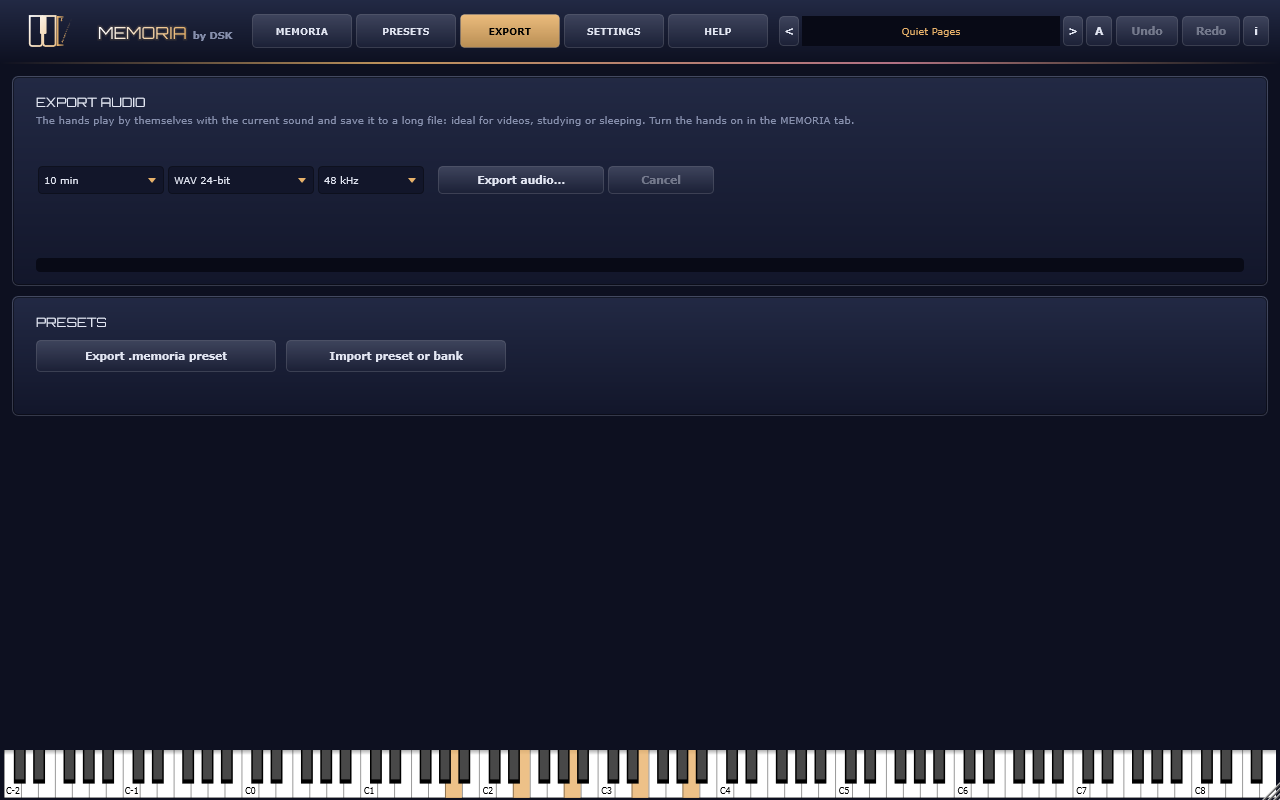 MEMORIA by DSK
MEMORIA
PRESETS
EXPORT
SETTINGS
HELP
<
Quiet Pages
>
A
Undo
Redo
i
EXPORT AUDIO
The hands play by themselves with the current sound and save it to a long file: ideal for videos, studying or sleeping. Turn the hands on in the MEMORIA tab.
10 min
WAV 24-bit
48 kHz
Export audio...
Cancel
PRESETS
Export .memoria preset
Import preset or bank
C-2
C-1
C0
C1
C2
C3
C4
C5
C6
C7
C8